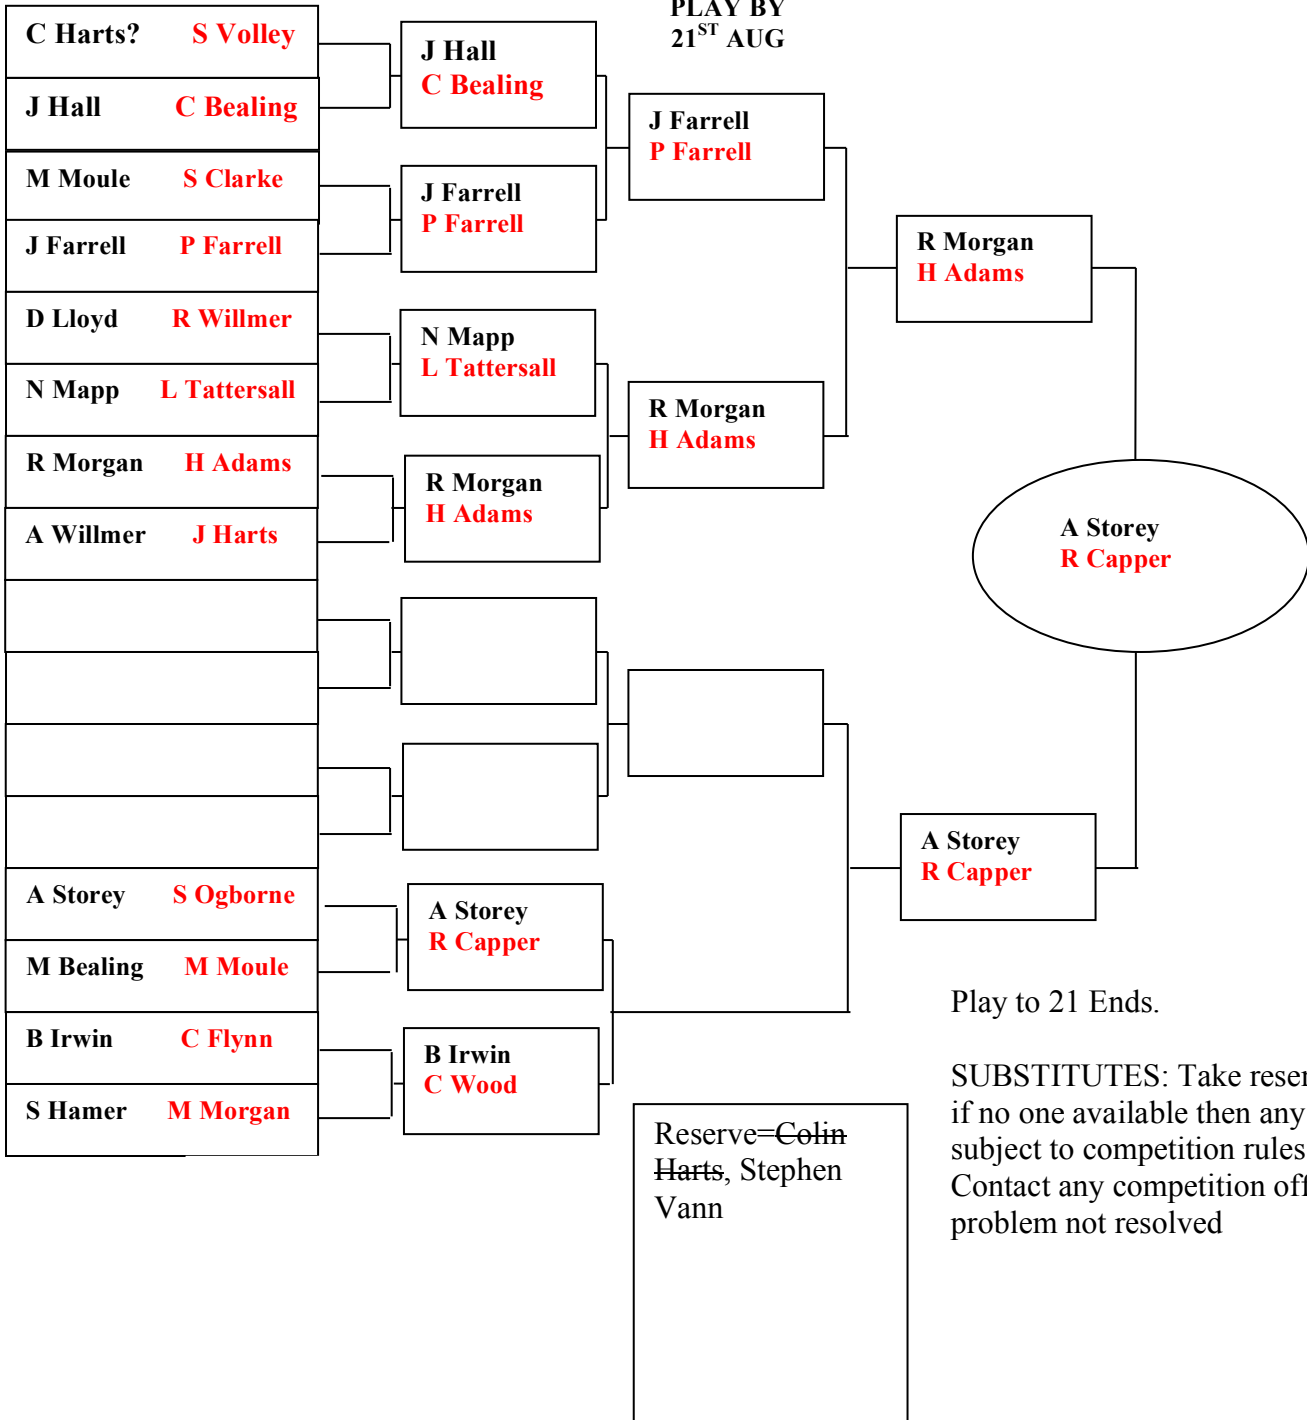 PLAY BY
21ST AUG
C Harts? S Volley
J Hall C Bealing
M Moule S Clarke
J Farrell P Farrell
D Lloyd R Willmer
N Mapp L Tattersall
R Morgan H Adams
A Willmer J Harts
A Storey S Ogborne
M Bealing M Moule
B Irwin C Flynn
S Hamer M Morgan
J Hall
C Bealing
J Farrell
P Farrell
N Mapp
L Tattersall
R Morgan
H Adams
A Storey
R Capper
B Irwin
C Wood
J Farrell
P Farrell
R Morgan
H Adams
R Morgan
H Adams
A Storey
R Capper
A Storey
R Capper
Reserve=Colin
Harts, Stephen
Vann
Play to 21 Ends.
SUBSTITUTES: Take reser
if no one available then any
subject to competition rules
Contact any competition off
problem not resolved